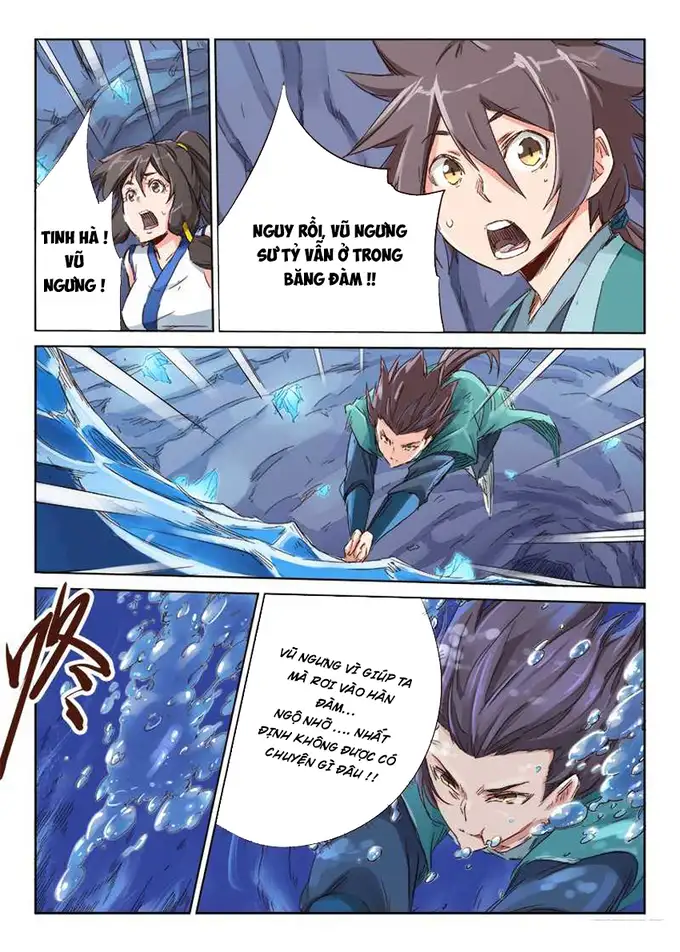 TINH HÀ !
VŨ
NGƯNG !
NGUY RỒI, VŨ NGƯNG
SƯ TỶ VẪN Ở TRONG
BĂNG ĐÀM !!
咚
VŨ NGƯNG VÌ GIÚP TA
MÀ RƠI VÀO HÀN
ĐÀM...
NGỘ NHỠ .... NHẤT
ĐỊNH KHÔNG ĐƯỢC CÓ
CHUYỆN GÌ ĐÂU !!